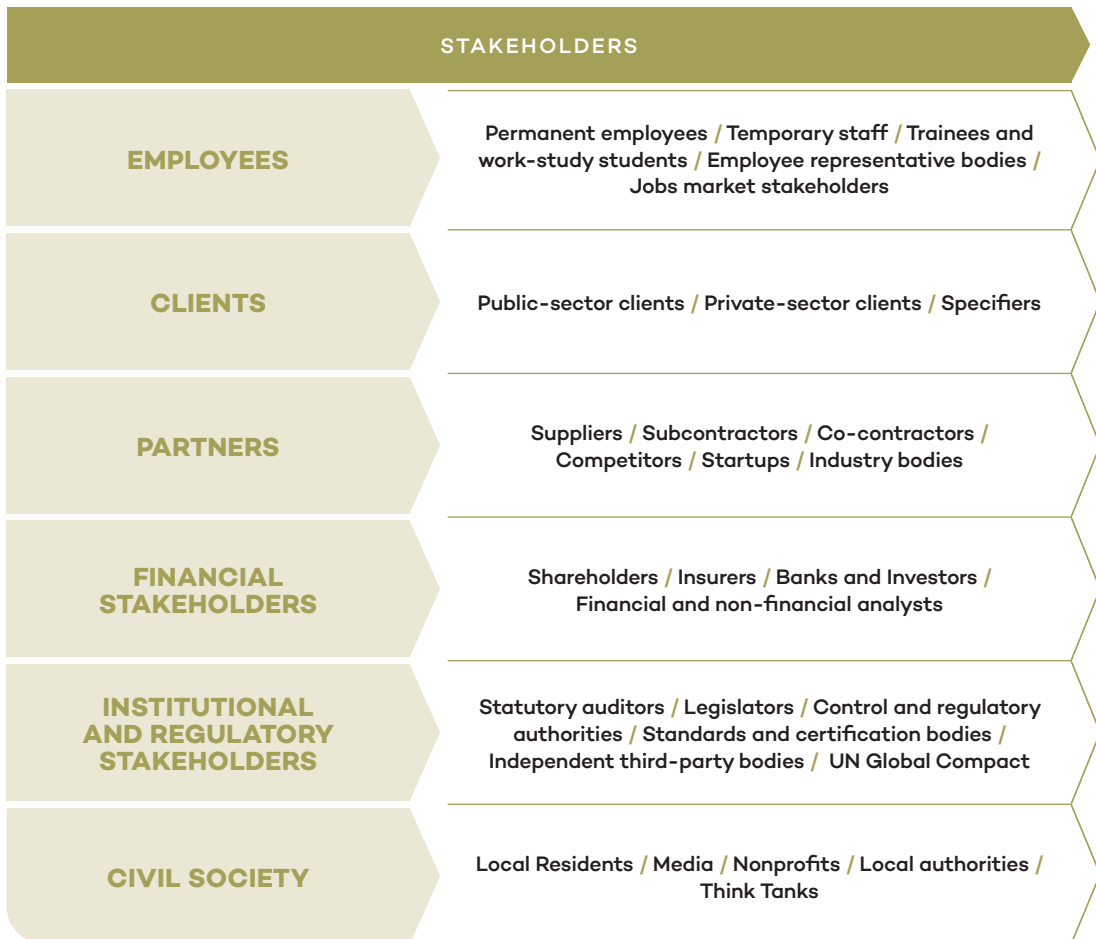 STAKEHOLDERS
EMPLOYEES
Permanent employees / Temporary staff / Trainees and
work-study students / Employee representative bodies /
Jobs market stakeholders
CLIENTS
Public-sector clients / Private-sector clients / Specifiers
PARTNERS
Suppliers / Subcontractors / Co-contractors /
Competitors / Startups / Industry bodies
FINANCIAL
STAKEHOLDERS
Shareholders / Insurers / Banks and Investors /
Financial and non-financial analysts
INSTITUTIONAL
AND REGULATORY
STAKEHOLDERS
Statutory auditors / Legislators / Control and regulatory
authorities / Standards and certification bodies /
Independent third-party bodies / UN Global Compact
CIVIL SOCIETY
Local Residents / Media / Nonprofits / Local authorities /
Think Tanks